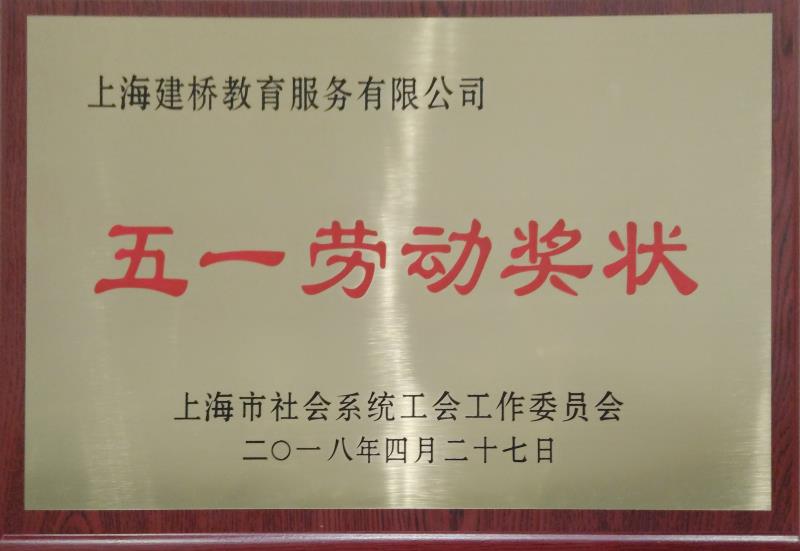 上海建桥教育服务有限公司
五一劳动奖状
上海市社会系统工会工作委员会
二〇一八年四月二十七日